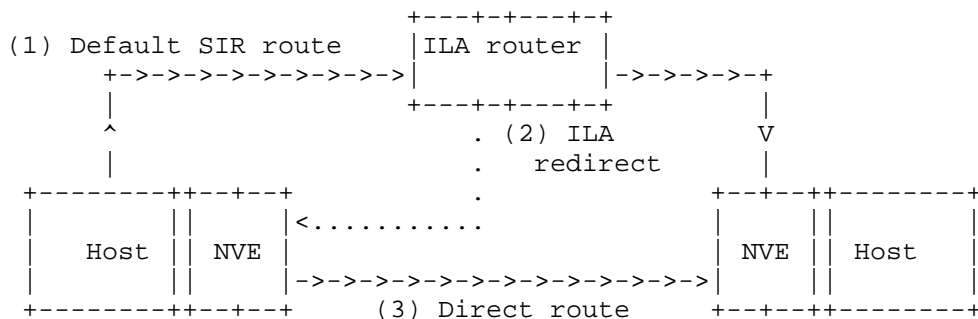 (1) Default SIR route
ILA router
(2) ILA
redirect
Host
NVE
NVE
Host
(3) Direct route